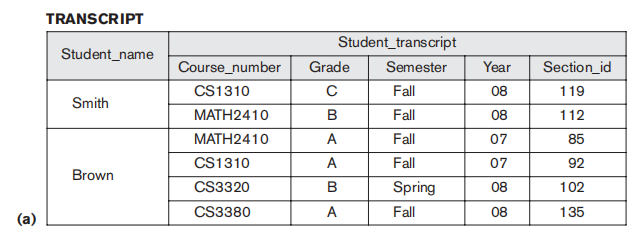 TRANSCRIPT
Student_name Student_transcript
Course_number Grade Semester Year Section_id
Smith CS1310 C Fall 08 119
MATH2410 B Fall 08 112
Brown MATH2410 A Fall 07 85
CS1310 A Fall 07 92
CS3320 B Spring 08 102
CS3380 A Fall 08 135
(a)